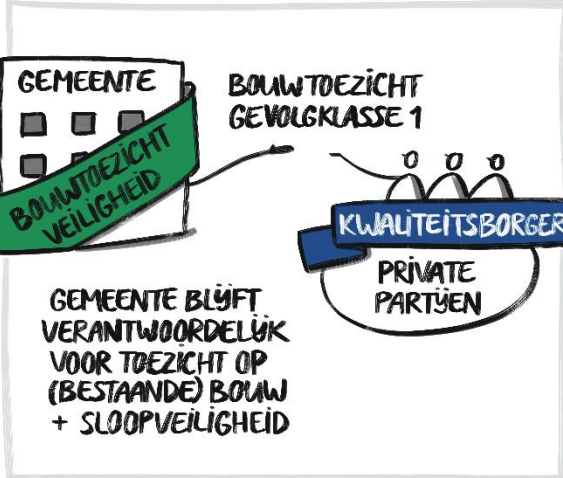 GEMEENTE
BOUWTOEZICHT
VEILIGHEID
BOUWTOEZICHT
GEVOLGKLASSE 1
KWALITEITSBORGER
PRIVATE
PARTIJEN
GEMEENTE BLIJFT
VERANTWOORDELIJK
VOOR TOEZICHT OP
(BESTAANDE) BOUW
+ SLOOPVEILIGHEID